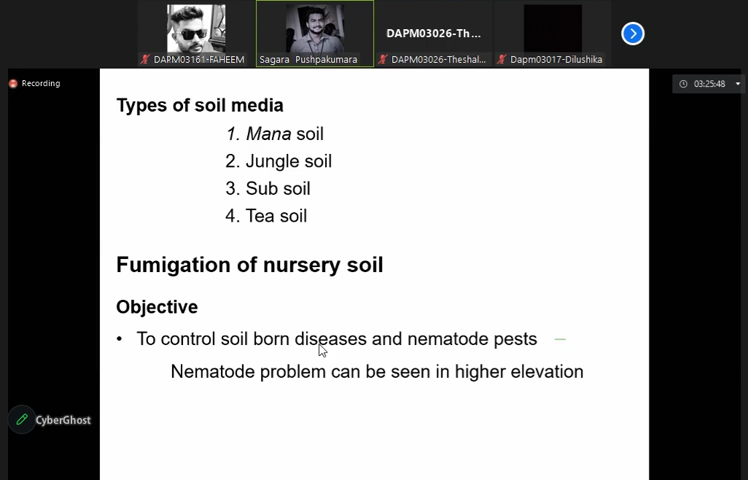 DAPM03161-FAHEEM
Sagara Pushpakumara
DAPM03026-Th...
DAPM03026-Theshal...
Dapm03017-Dilushika
Recording
03:25:48
Types of soil media
1. Mana soil
2. Jungle soil
3. Sub soil
4. Tea soil
Fumigation of nursery soil
Objective
• To control soil born diseases and nematode pests –
Nematode problem can be seen in higher elevation
CyberGhost